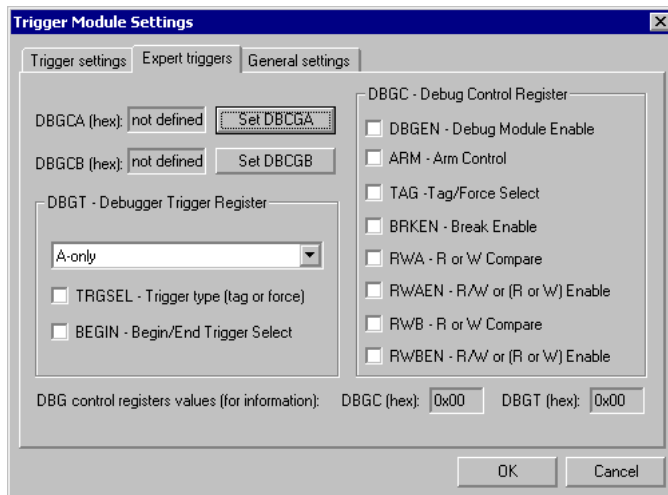 Trigger Module Settings
Trigger settings
Expert triggers
General settings
DBGCA (hex): not defined Set DBCGA
DBGCB (hex): not defined Set DBCGB
DBGT - Debugger Trigger Register
A-only
TRGSEL - Trigger type (tag or force)
BEGIN - Begin/End Trigger Select
DBGC - Debug Control Register
DBGEN - Debug Module Enable
ARM - Arm Control
TAG -Tag/Force Select
BRKEN - Break Enable
RWA - R or W Compare
RWAEN - R/W or (R or W) Enable
RWB - R or W Compare
RWBEN - R/W or (R or W) Enable
DBG control registers values (for information): DBGC (hex): 0x00 DBGT (hex): 0x00
OK Cancel